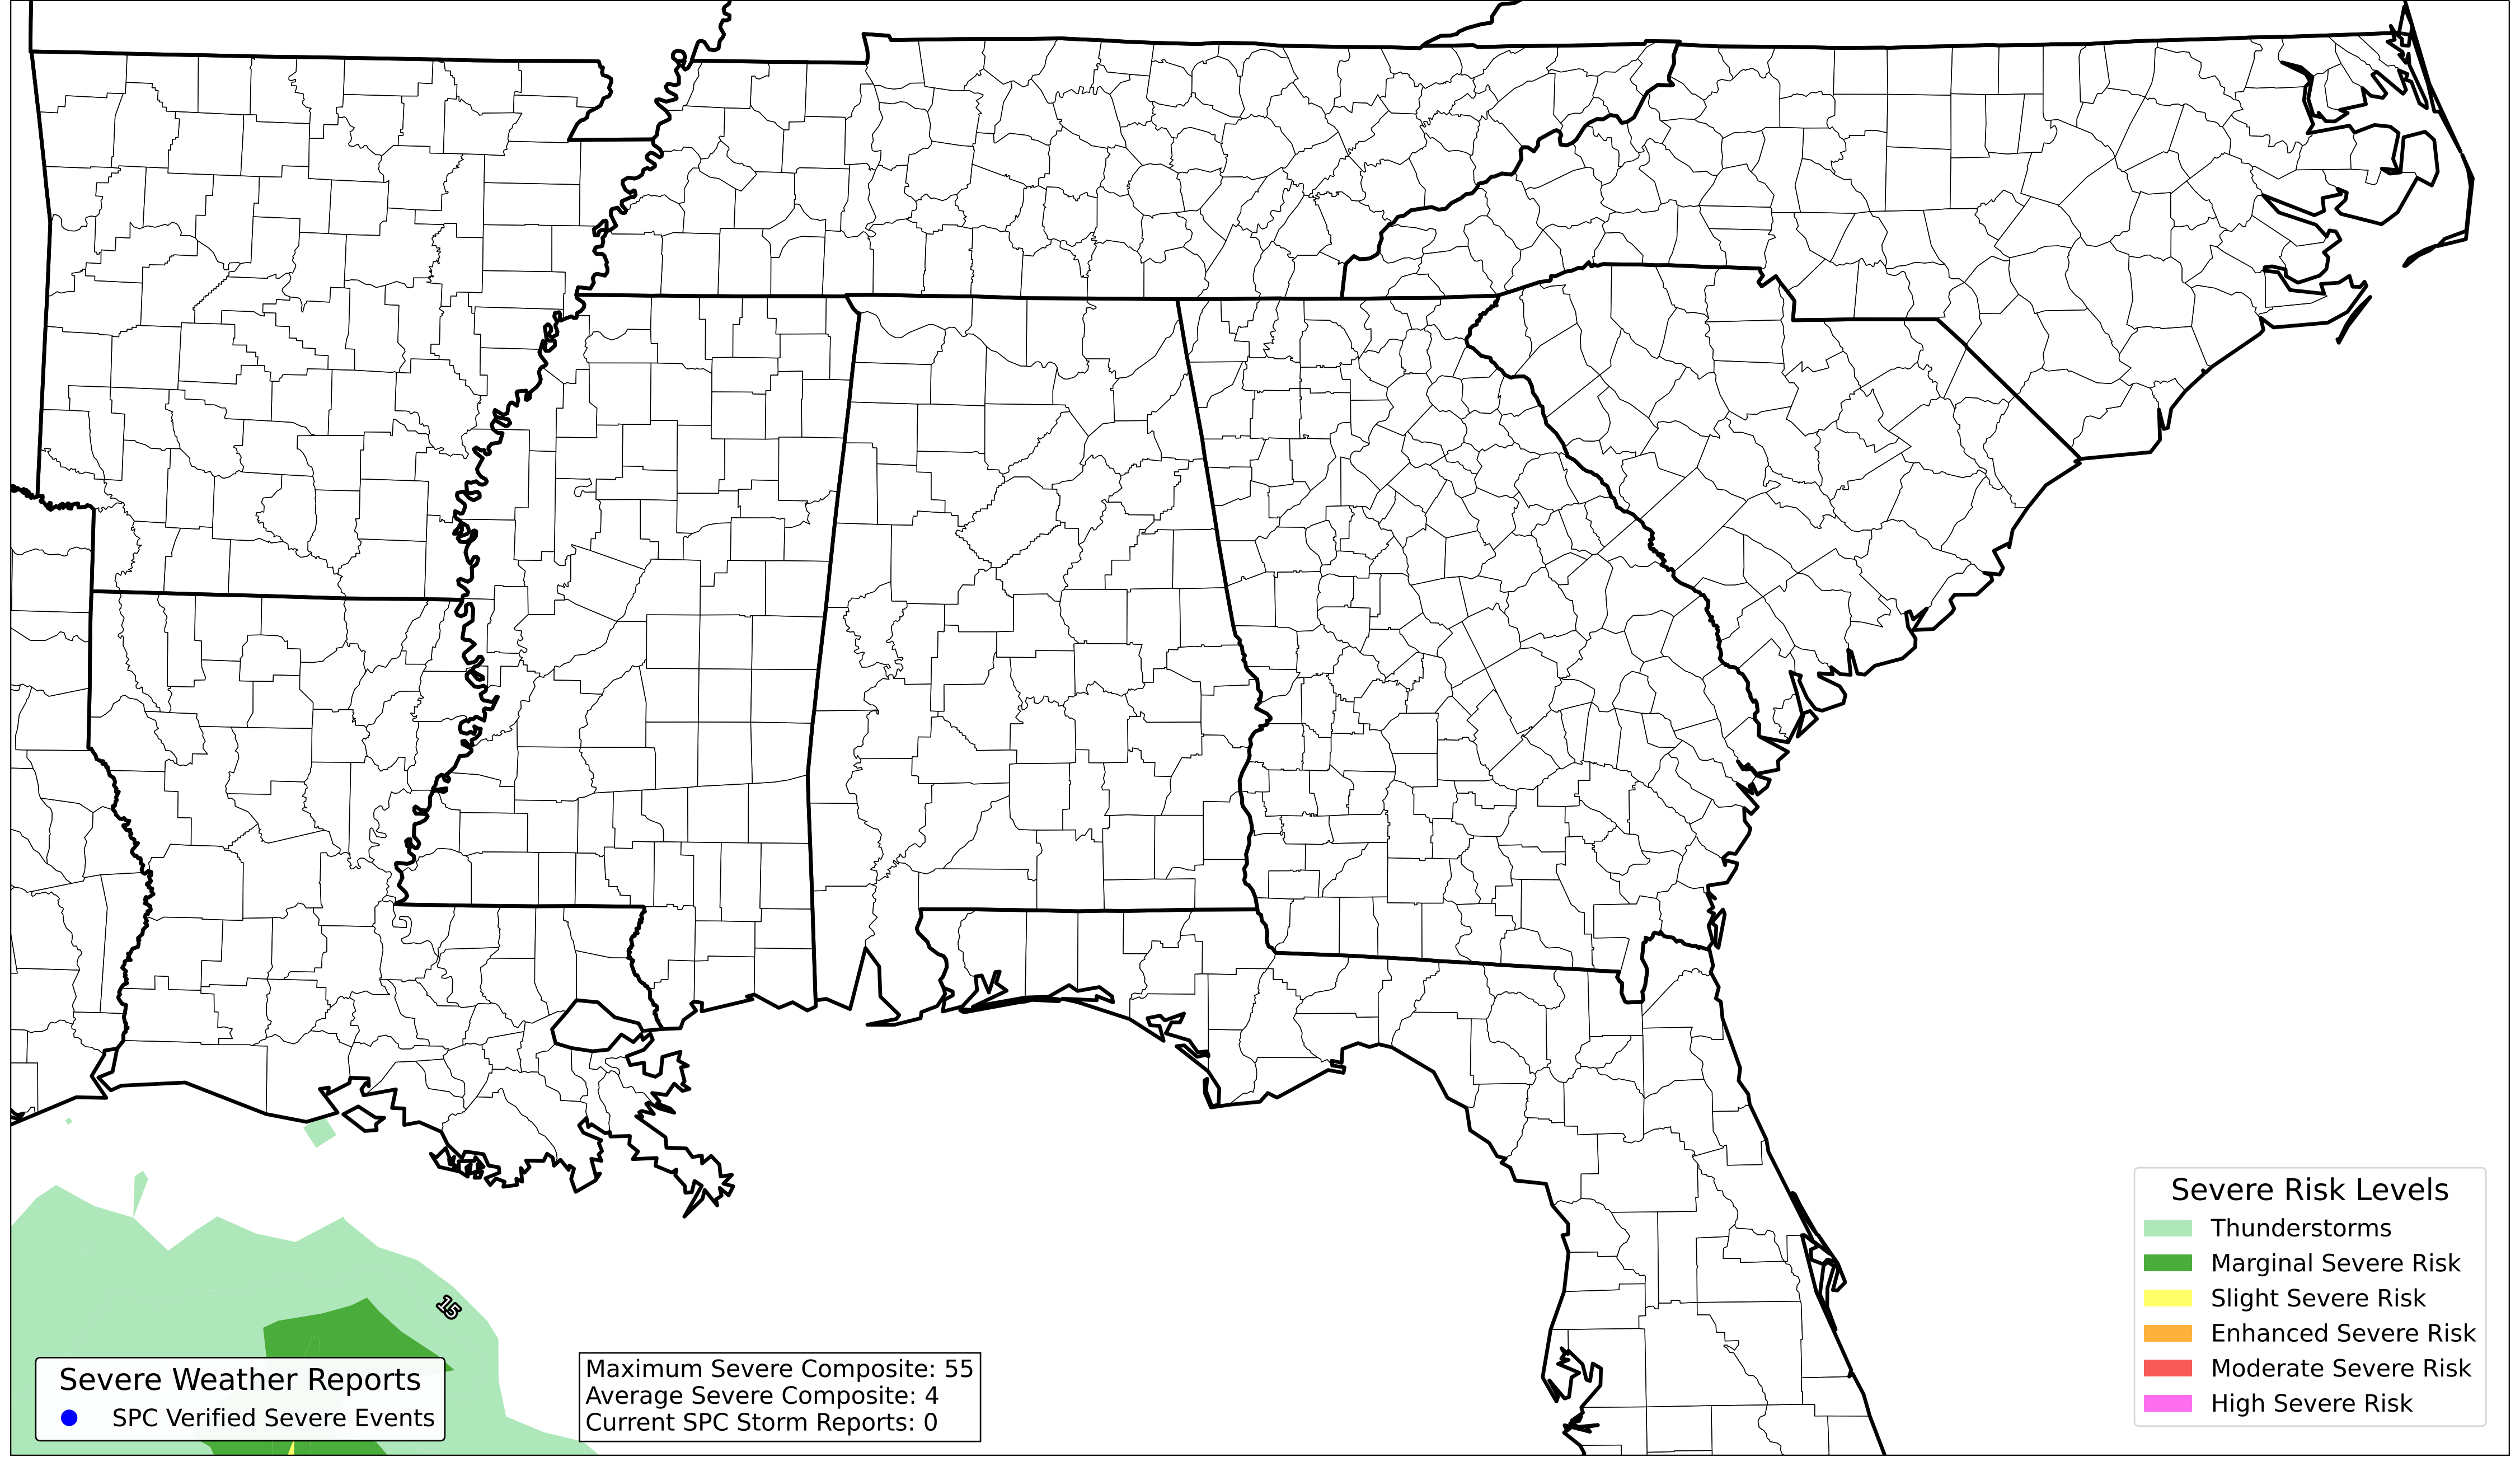 15
Severe Weather Reports
SPC Verified Severe Events
Maximum Severe Composite: 55
Average Severe Composite: 4
Current SPC Storm Reports: 0
Severe Risk Levels
Thunderstorms
Marginal Severe Risk
Slight Severe Risk
Enhanced Severe Risk
Moderate Severe Risk
High Severe Risk